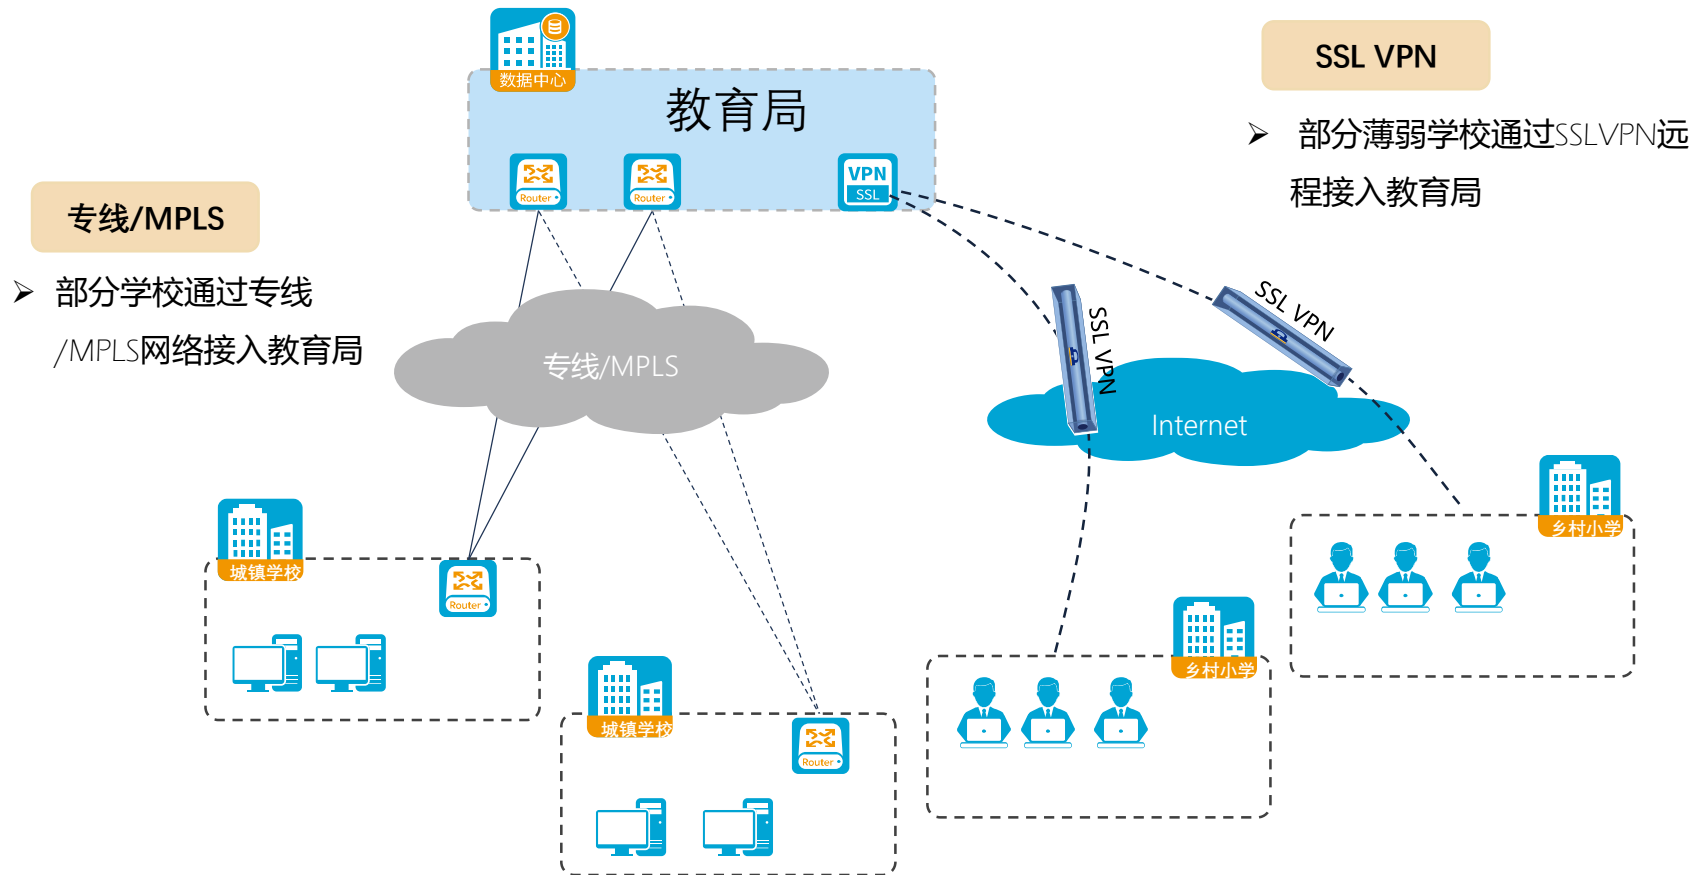 数据中心
教育局
Router
Router
VPN
SSL
SSL VPN
部分薄弱学校通过SSLVPN远
程接入教育局
专线/MPLS
部分学校通过专线
/MPLS网络接入教育局
专线/MPLS
SSL VPN
SSL VPN
Internet
城镇学校
Router
城镇学校
Router
乡村小学
乡村小学